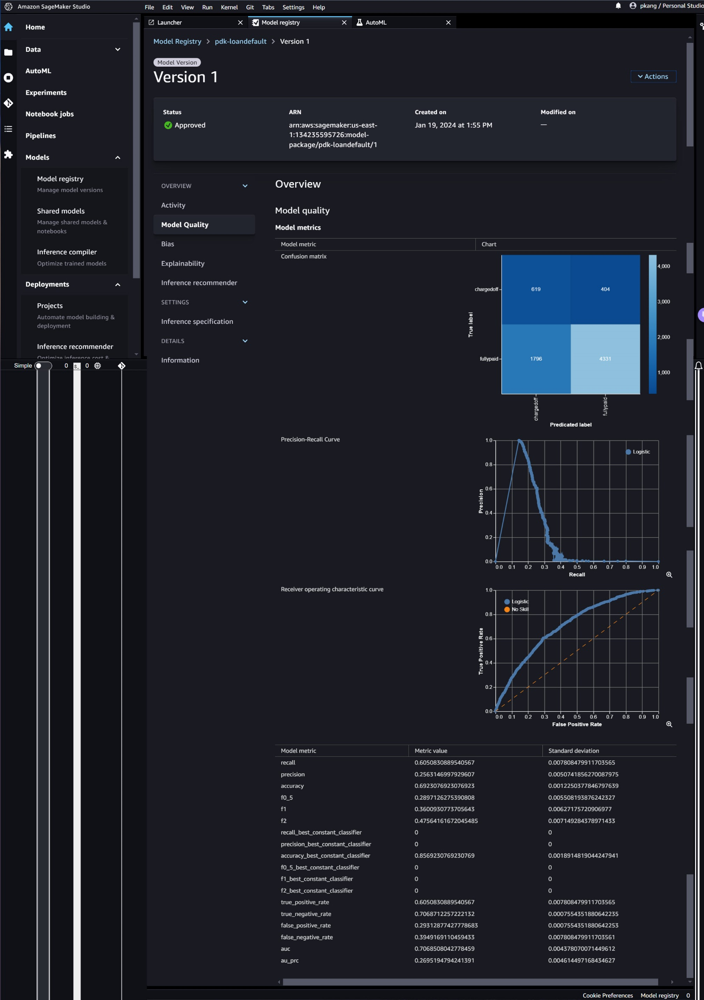 Amazon SageMaker Studio
File Edit View Run Kernel Git Tabs Settings Help
pkang / Personal Studio
Launcher
Model registry
AutoML
Home
Data
AutoML
Experiments
Notebook jobs
Pipelines
Models
Model registry
Manage model versions
Shared models
Manage shared models &
notebooks
Inference compiler
Optimize trained models
Deployments
Projects
Automate model building &
deployment
Inference recommender
Optimize inference cost &
Simple 0 $_ 0
Model Registry > pdk-loandefault > Version 1
Model Version
Version 1
Actions
Status
Approved
ARN
arn:aws:sagemaker:us-east-
1:134235595726:model-
package/pdk-loandefault/1
Created on
Jan 19, 2024 at 1:55 PM
Modified on
—
OVERVIEW
Activity
Model Quality
Bias
Explainability
Inference recommender
SETTINGS
Inference specification
DETAILS
Information
Overview
Model quality
Model metrics
Model metric Chart
Confusion matrix
True label
chargedoff 619 404
fullypaid 1796 4331
chargedoff fullypaid
Predicated label
4,000
3,000
2,000
1,000
Precision-Recall Curve
Logistic
Precision
1.0
0.8
0.6
0.4
0.2
0.0
0.0 0.1 0.2 0.3 0.4 0.5 0.6 0.7 0.8 0.9 1.0
Recall
Receiver operating characteristic curve
Logistic
No Skill
True Positive Rate
1.0
0.8
0.6
0.4
0.2
0.0
0.0 0.1 0.2 0.3 0.4 0.5 0.6 0.7 0.8 0.9 1.0
False Positive Rate
Model metric Metric value Standard deviation
recall 0.6050830889540567 0.007808479911703565
precision 0.2563146997929607 0.0050741856270087975
accuracy 0.6923076923076923 0.0012250377846797639
f0_5 0.2897126275390808 0.005508193876242327
f1 0.3600930773705643 0.00627175720906977
f2 0.47564161672045485 0.007149284378971433
recall_best_constant_classifier 0 0
precision_best_constant_classifier 0 0
accuracy_best_constant_classifier 0.8569230769230769 0.0018914819044247941
f0_5_best_constant_classifier 0 0
f1_best_constant_classifier 0 0
f2_best_constant_classifier 0 0
true_positive_rate 0.6050830889540567 0.007808479911703565
true_negative_rate 0.7068712257222132 0.0007554351880642235
false_positive_rate 0.29312877427778683 0.0007554351880642253
false_negative_rate 0.3949169110459433 0.007808479911703561
auc 0.7068508042778459 0.004378070071449612
au_prc 0.2695194794241391 0.004614497168434627
Cookie Preferences Model registry 0